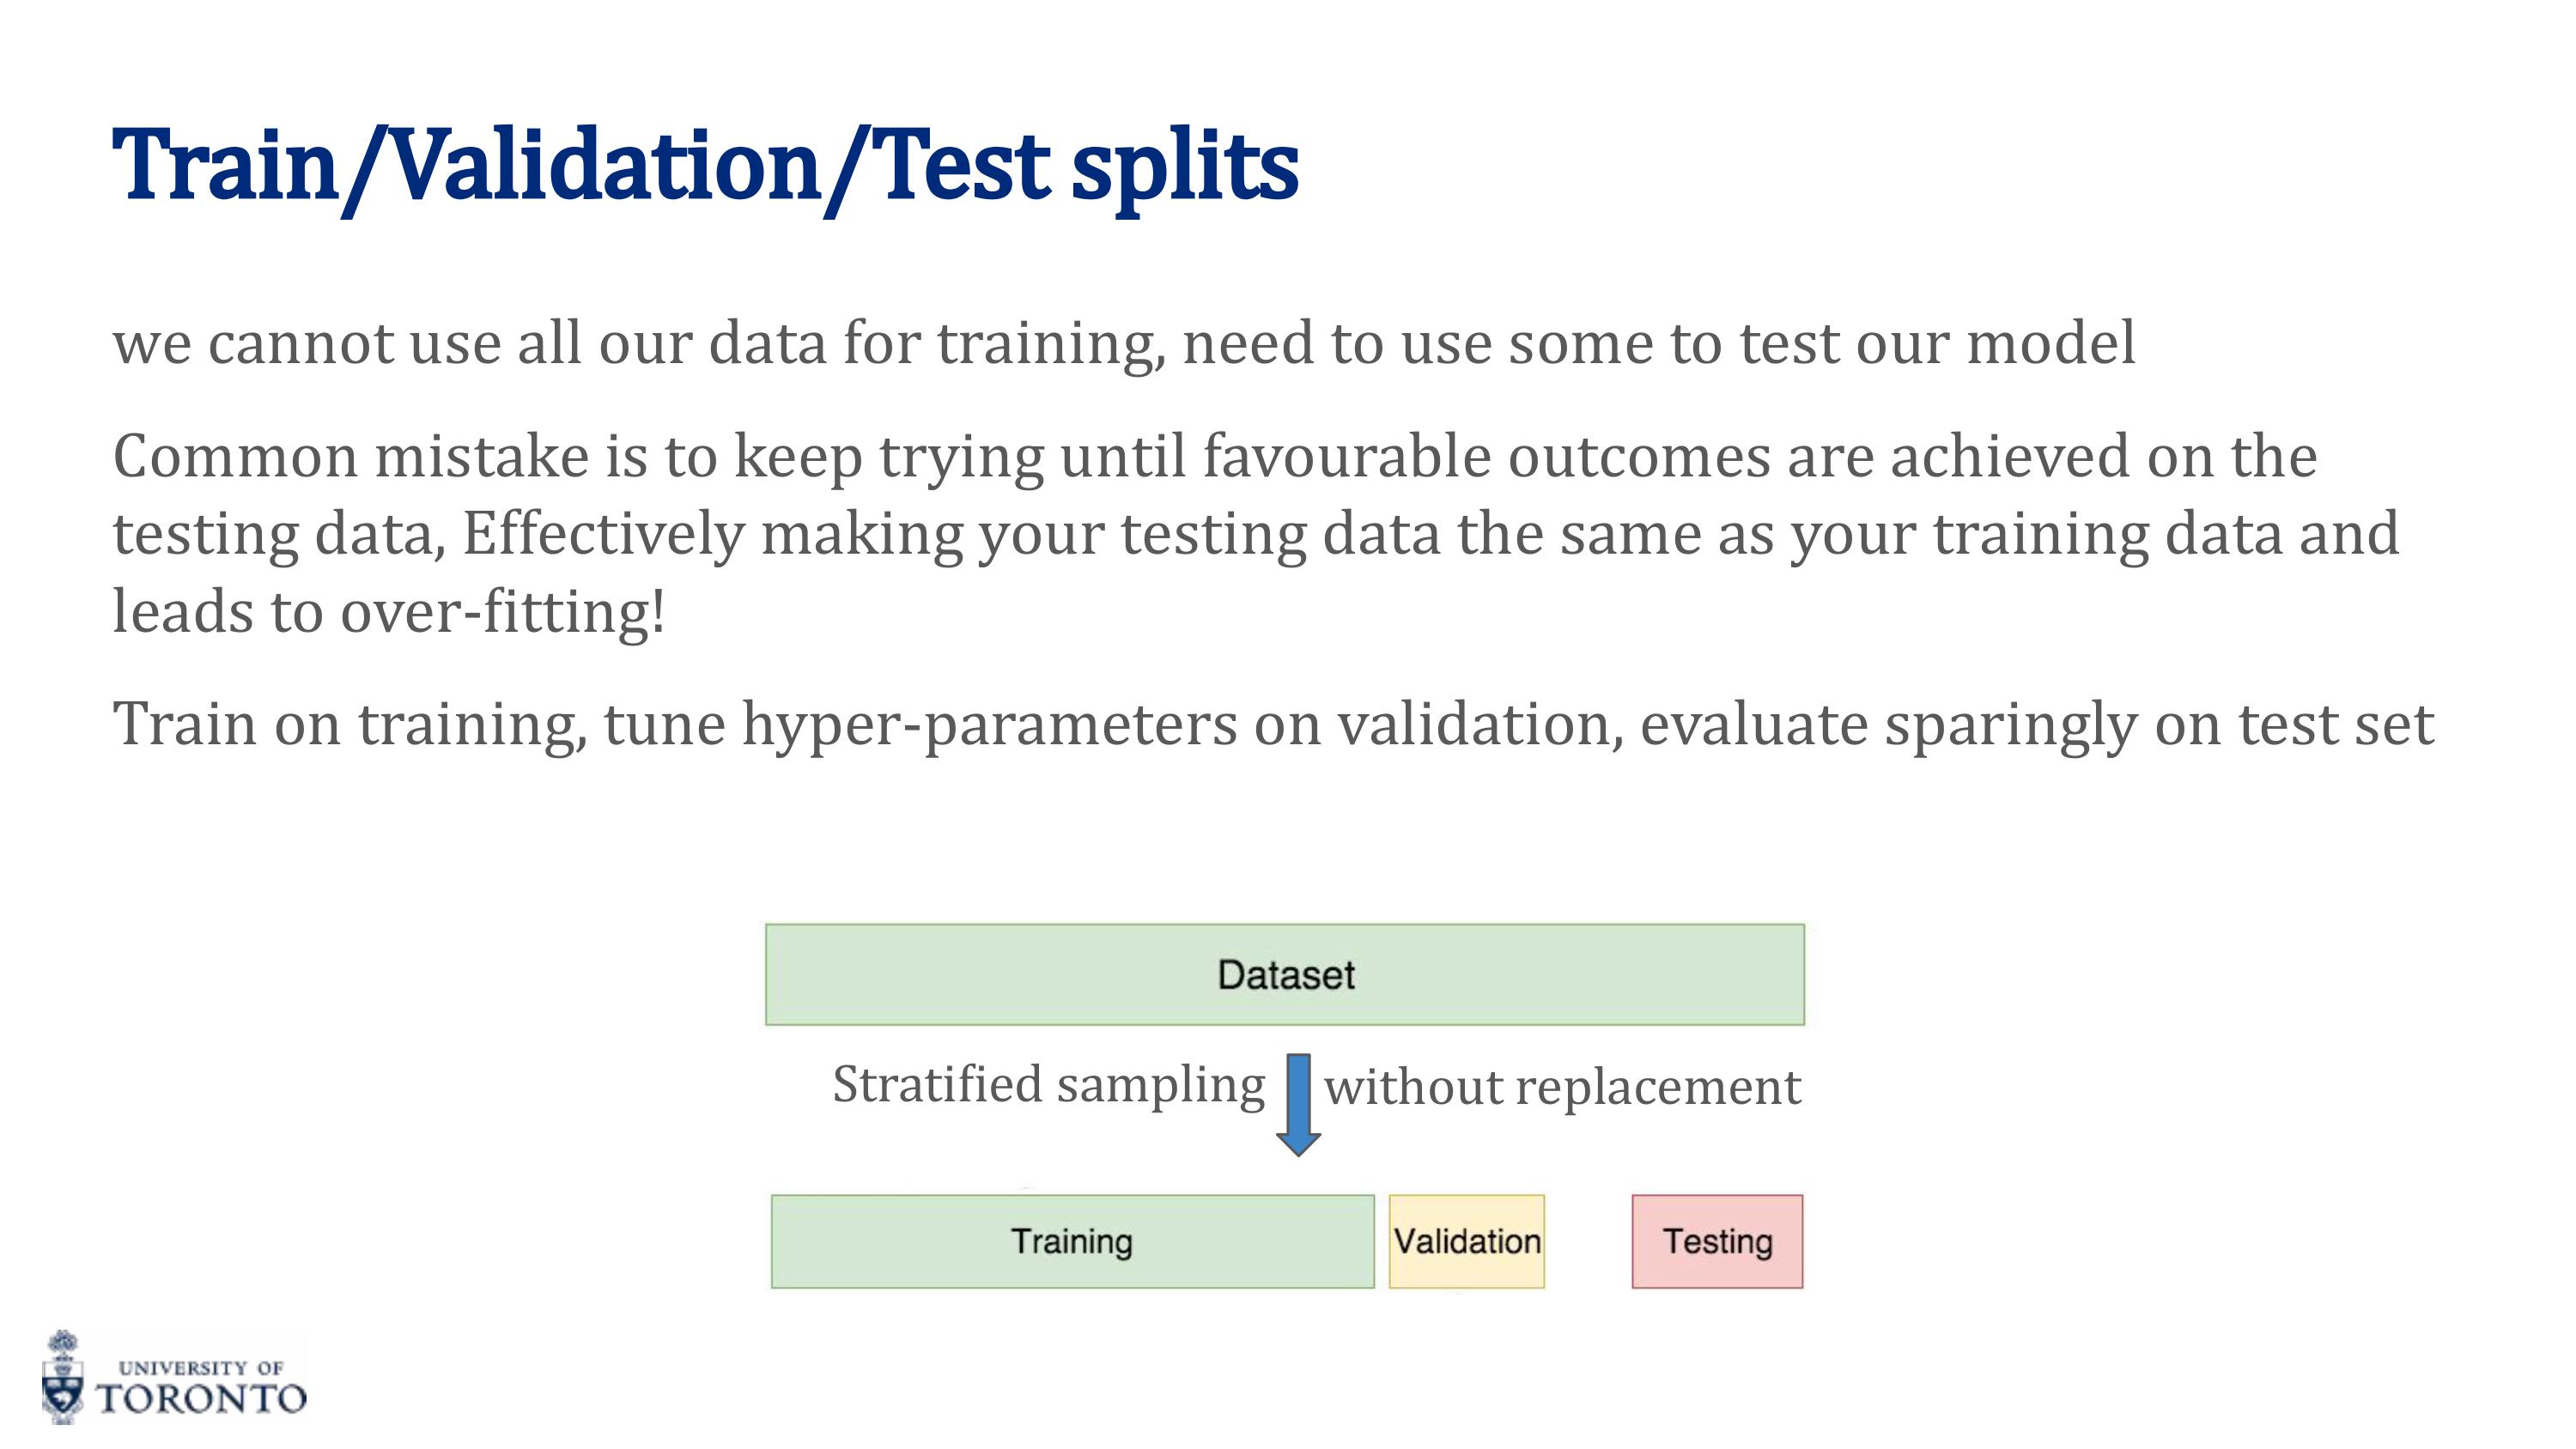 Train/Validation/Test splits
we cannot use all our data for training, need to use some to test our model
Common mistake is to keep trying until favourable outcomes are achieved on the
testing data, Effectively making your testing data the same as your training data and
leads to over-fitting!
Train on training, tune hyper-parameters on validation, evaluate sparingly on test set
Dataset
Stratified sampling without replacement
Training Validation Testing
UNIVERSITY OF
TORONTO